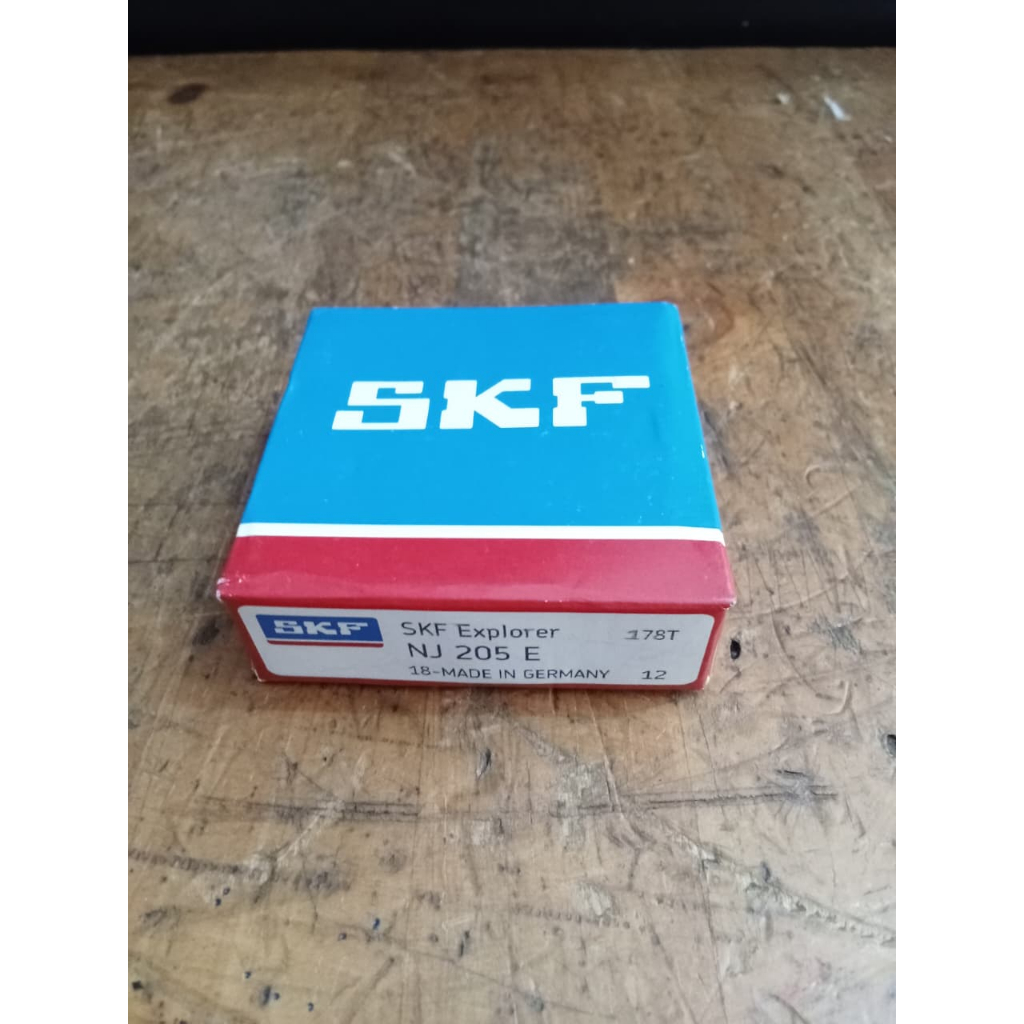 SKF
SKF
SKF Explorer 178T
NJ 205 E
18-MADE IN GERMANY 12